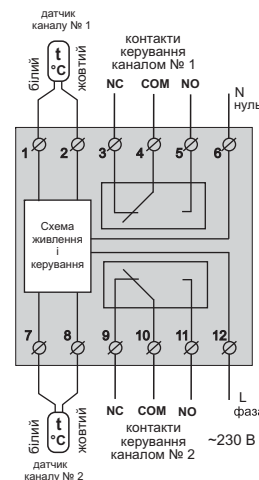 датчик
каналу № 1
t
°C
білий
жовтий
контакти
керування
каналом № 1
NC COM NO
N
нуль
1 2 3 4 5 6
Схема
живлення
і
керування
7 8 9 10 11 12
білий
жовтий
t
°C
датчик
каналу № 2
NC COM NO
контакти
керування
каналом № 2
L
фаза
~230 В